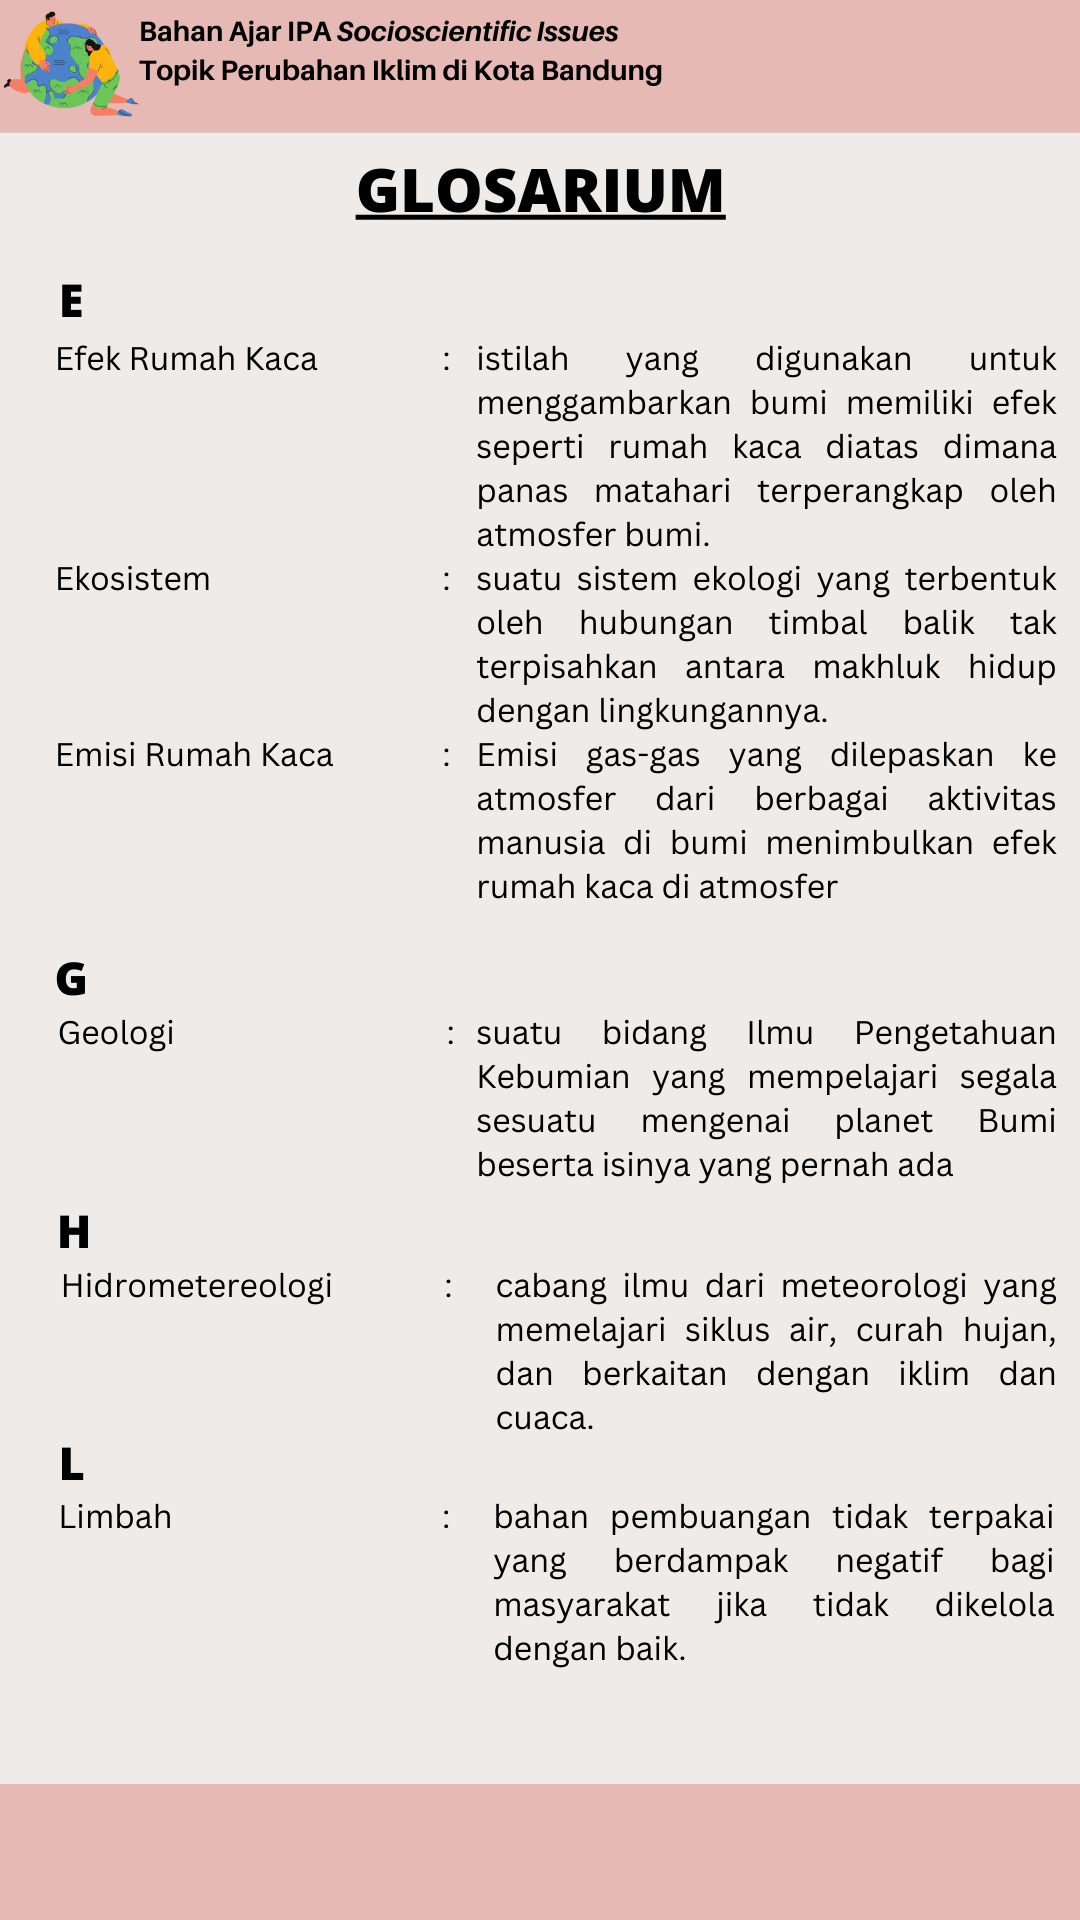 Bahan Ajar IPA Socioscientific Issues
Topik Perubahan Iklim di Kota Bandung
GLOSARIUM
E
Efek Rumah Kaca : istilah yang digunakan untuk
menggambarkan bumi memiliki efek
seperti rumah kaca diatas dimana
panas matahari terperangkap oleh
atmosfer bumi.
Ekosistem : suatu sistem ekologi yang terbentuk
oleh hubungan timbal balik tak
terpisahkan antara makhluk hidup
dengan lingkungannya.
Emisi Rumah Kaca : Emisi gas-gas yang dilepaskan ke
atmosfer dari berbagai aktivitas
manusia di bumi menimbulkan efek
rumah kaca di atmosfer
G
Geologi : suatu bidang Ilmu Pengetahuan
Kebumian yang mempelajari segala
sesuatu mengenai planet Bumi
beserta isinya yang pernah ada
H
Hidrometereologi : cabang ilmu dari meteorologi yang
memelajari siklus air, curah hujan,
dan berkaitan dengan iklim dan
cuaca.
L
Limbah : bahan pembuangan tidak terpakai
yang berdampak negatif bagi
masyarakat jika tidak dikelola
dengan baik.